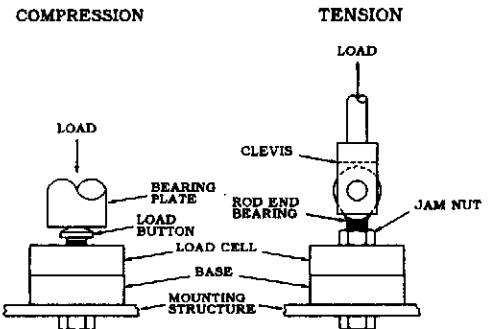 COMPRESSION
TENSION
LOAD
LOAD
CLEVIS
BEARING
PLATE
ROD END
BEARING
JAM NUT
LOAD
BUTTON
LOAD CELL
BASE
MOUNTING
STRUCTURE